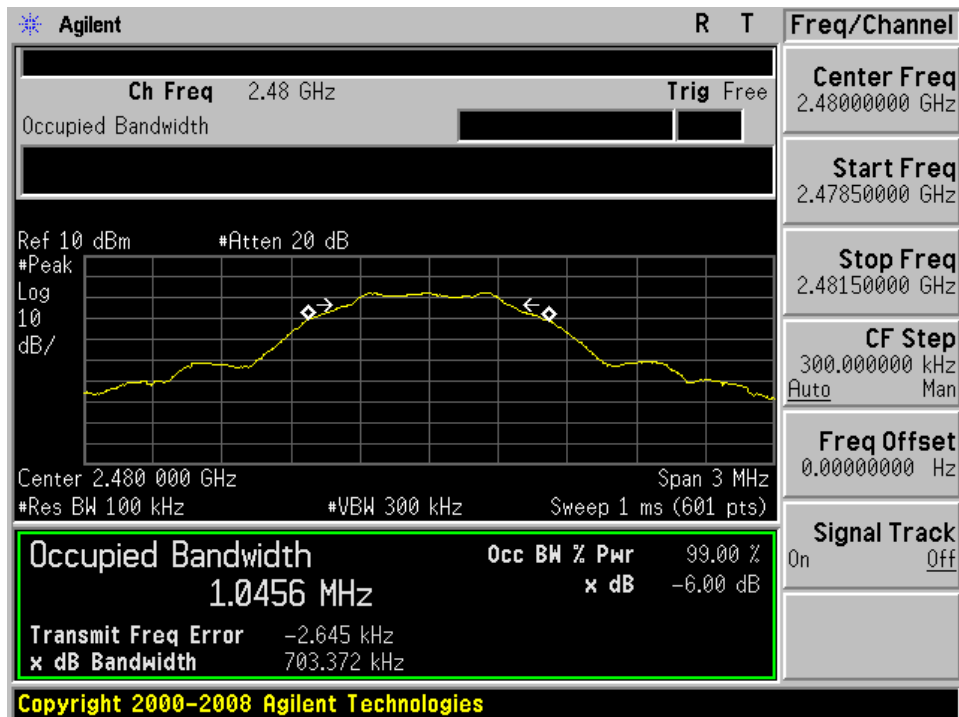 Agilent R T
Freq/Channel
Ch Freq 2.48 GHz Trig Free
Occupied Bandwidth
Center Freq
2.48000000 GHz
Start Freq
2.47850000 GHz
Stop Freq
2.48150000 GHz
CF Step
300.000000 kHz
Auto Man
Freq Offset
0.00000000 Hz
Signal Track
On Off
Ref 10 dBm #Atten 20 dB
#Peak
Log
10
dB/
Center 2.480 000 GHz Span 3 MHz
#Res BW 100 kHz #VBW 300 kHz Sweep 1 ms (601 pts)
Occupied Bandwidth
1.0456 MHz
Occ BW % Pwr 99.00 %
x dB -6.00 dB
Transmit Freq Error -2.645 kHz
x dB Bandwidth 703.372 kHz
Copyright 2000-2008 Agilent Technologies